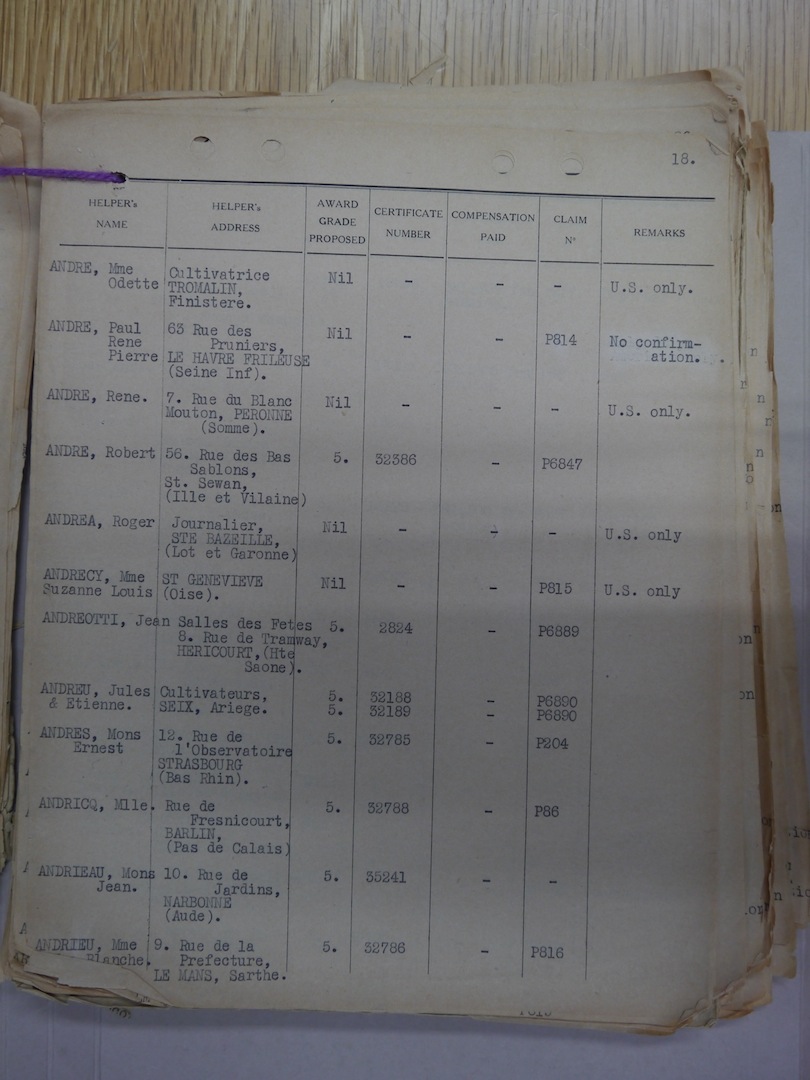 18.
HELPER's NAME HELPER's ADDRESS AWARD GRADE PROPOSED CERTIFICATE NUMBER COMPENSATION PAID CLAIM N° REMARKS
ANDRE, Mme Cultivatrice Nil - - - U.S. only.
Odette TROMALIN,
Finistere.
ANDRE, Paul 63 Rue des Nil - - P814 No confirm-
Rene Pruniers, ation.
Pierre LE HAVRE FRILEUSE
(Seine Inf).
ANDRE, Rene. 7. Rue du Blanc Nil - - - U.S. only.
Mouton, PERONNE
(Somme).
ANDRE, Robert 56. Rue des Bas 5. 32386 - P6847
Sablons,
St. Sewan,
(Ille et Vilaine)
ANDREA, Roger Journalier, Nil - - - U.S. only
STE BAZEILLE,
(Lot et Garonne)
ANDRECY, Mme ST GENEVIEVE Nil - - P815 U.S. only
Suzanne Louis (Oise).
ANDREOTTI, Jean Salles des Fetes 5. 2824 - P6889
8. Rue de Tramway,
HERICOURT,(Hte
Saone).
ANDREU, Jules Cultivateurs, 5. 32188 - P6890
& Etienne. SEIX, Ariege. 5. 32189 - P6890
ANDRES, Mons 12. Rue de 5. 32785 - P204
Ernest l'Observatoire
STRASBOURG
(Bas Rhin).
ANDRICQ, Mlle. Rue de 5. 32788 - P86
Fresnicourt,
BARLIN,
(Pas de Calais)
ANDRIEAU, Mons 10. Rue de 5. 35241 - -
Jean. Jardins,
NARBONNE
(Aude).
ANDRIEU, Mme 9. Rue de la 5. 32786 - P816
Blanche. Prefecture,
LE MANS, Sarthe.